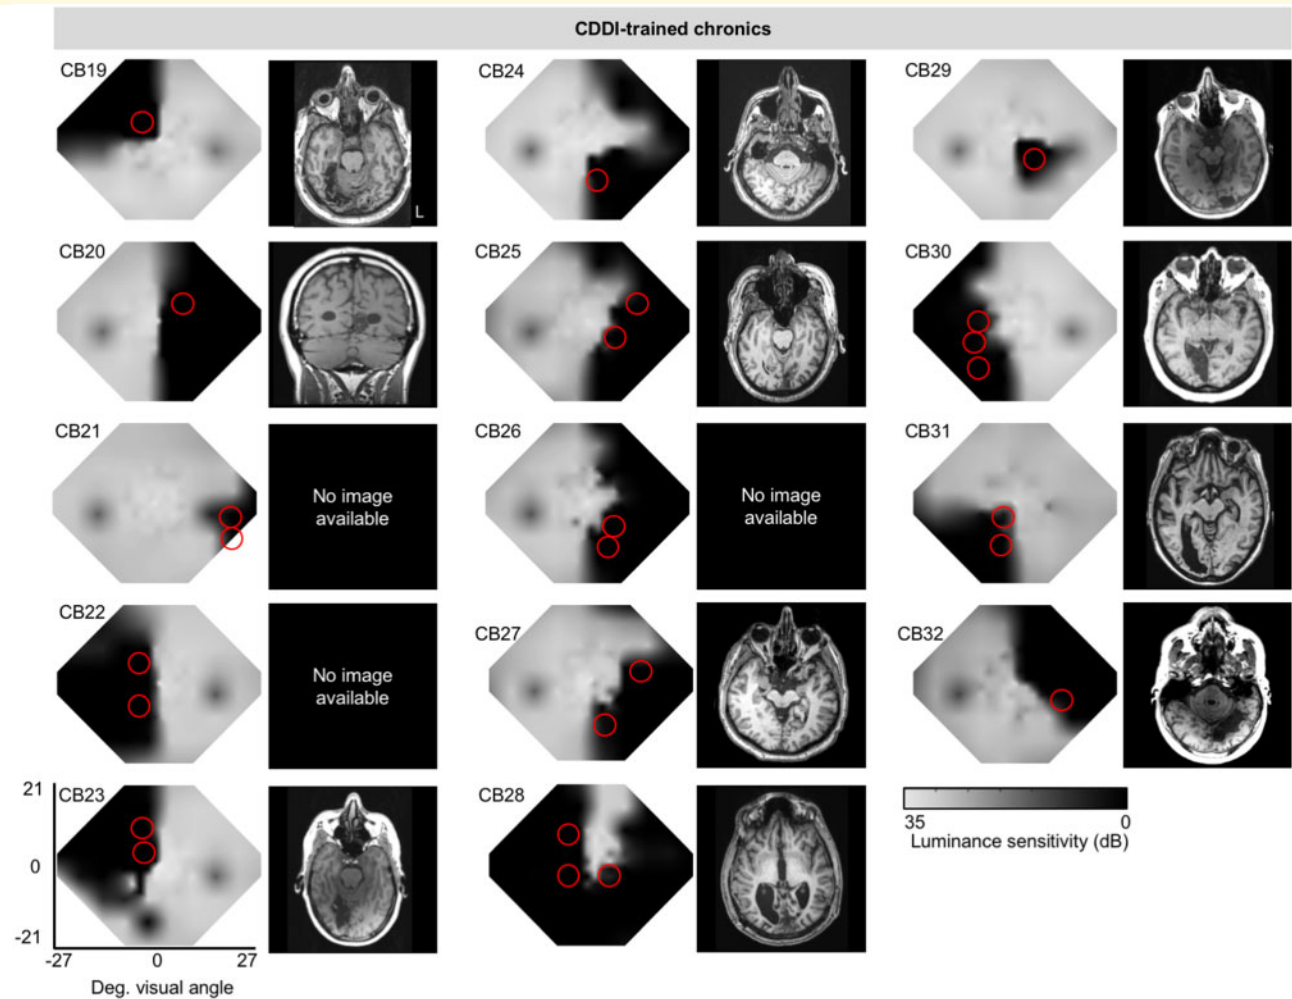 CDDI-trained chronics
CB19
L
CB24
CB29
CB20
CB25
CB30
CB21
No image
available
CB26
No image
available
CB31
CB22
No image
available
CB27
CB32
CB23
21
0
-21
-27 0 27
Deg. visual angle
CB28
35 0
Luminance sensitivity (dB)